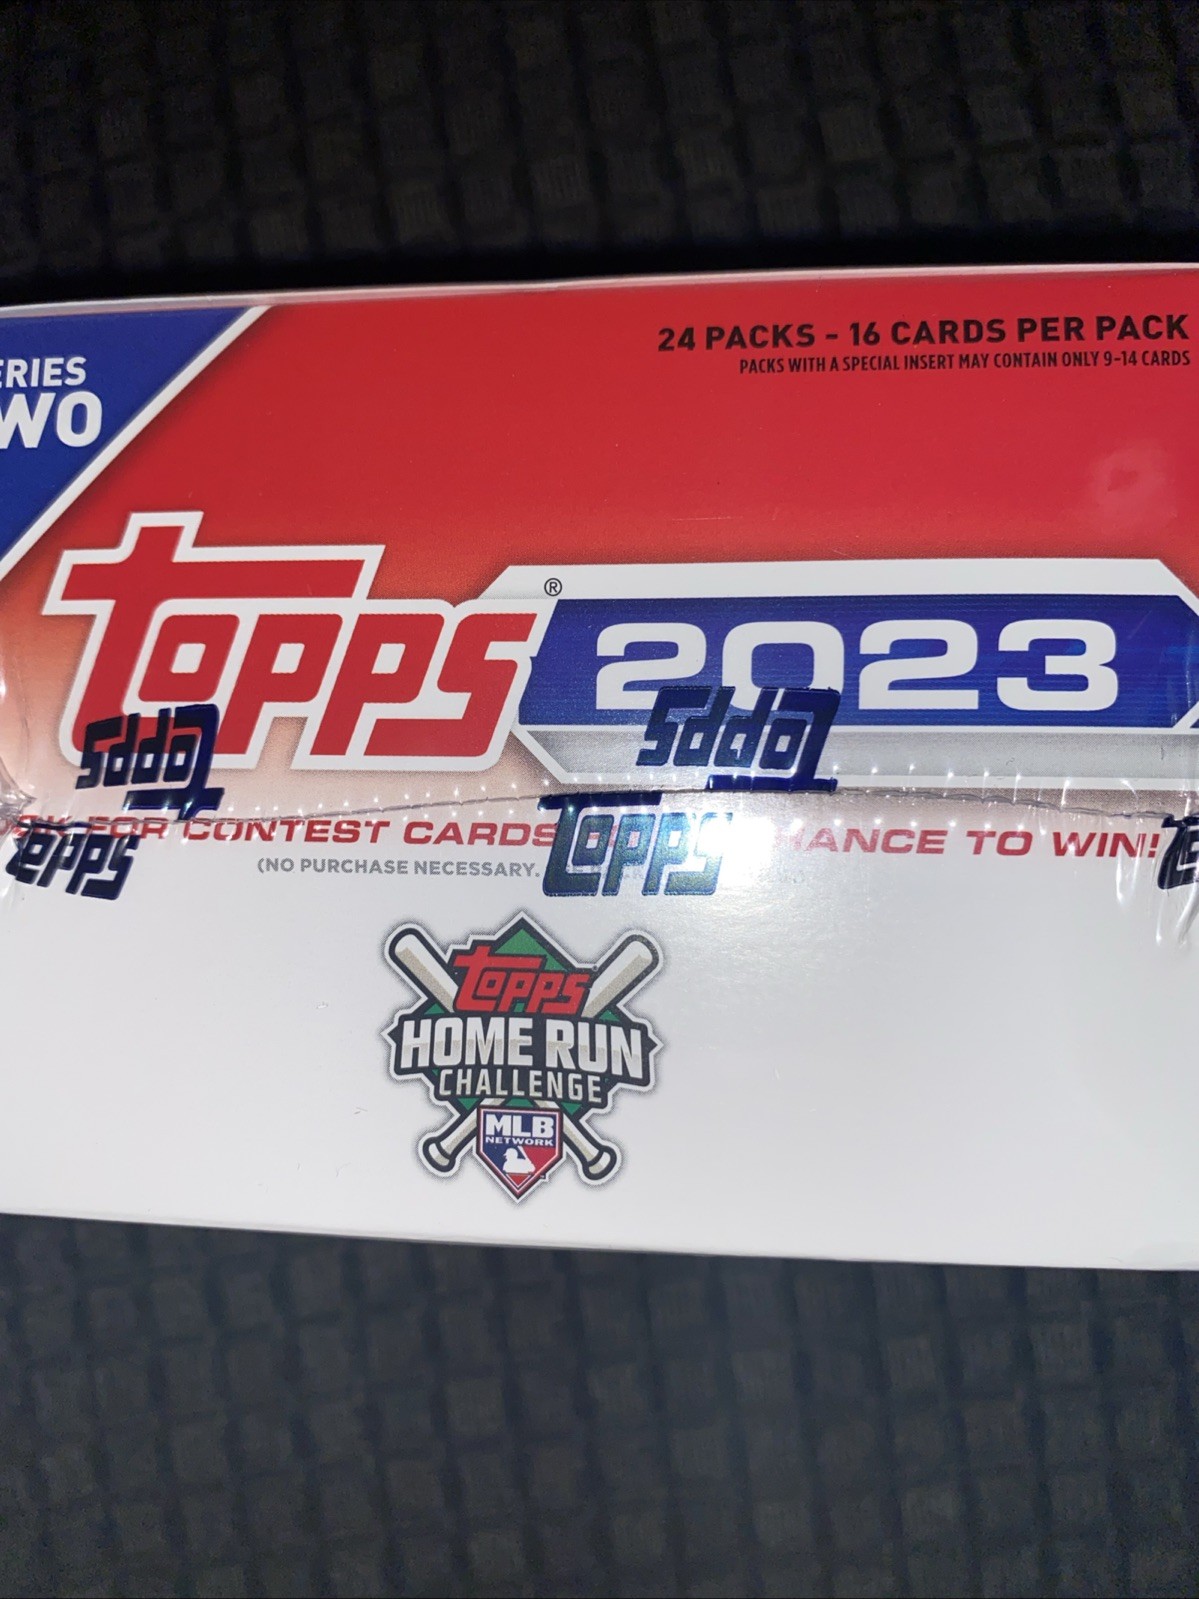 24 PACKS - 16 CARDS PER PACK
PACKS WITH A SPECIAL INSERT MAY CONTAIN ONLY 9-14 CARDS
ERIES
WO
Topps® 2023
Topps Topps
FOR CONTEST CARDS HANCE TO WIN!
Topps Topps
(NO PURCHASE NECESSARY.
Topps
HOME RUN
CHALLENGE
MLB
NETWORK